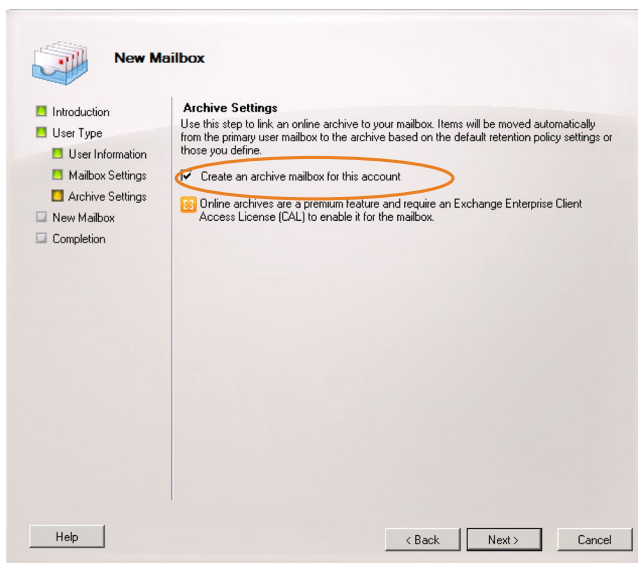 New Mailbox
Introduction
User Type
User Information
Mailbox Settings
Archive Settings
New Mailbox
Completion
Archive Settings
Use this step to link an online archive to your mailbox. Items will be moved automatically
from the primary user mailbox to the archive based on the default retention policy settings or
those you define.
Create an archive mailbox for this account
Online archives are a premium feature and require an Exchange Enterprise Client
Access License (CAL) to enable it for the mailbox.
Help
< Back
Next >
Cancel